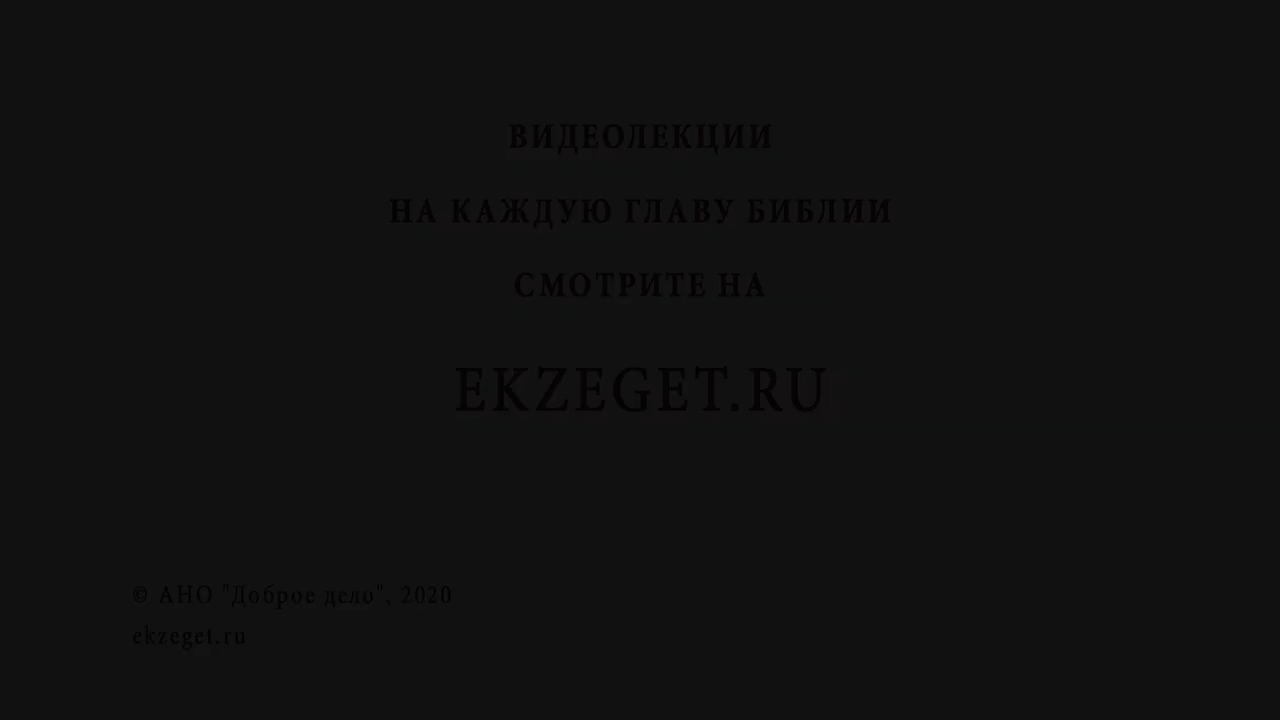 ВИДЕОЛЕКЦИИ
НА КАЖДУЮ ГЛАВУ БИБЛИИ
СМОТРИТЕ НА
EKZEGET.RU
© АНО "Доброе дело", 2020
ekzeget.ru